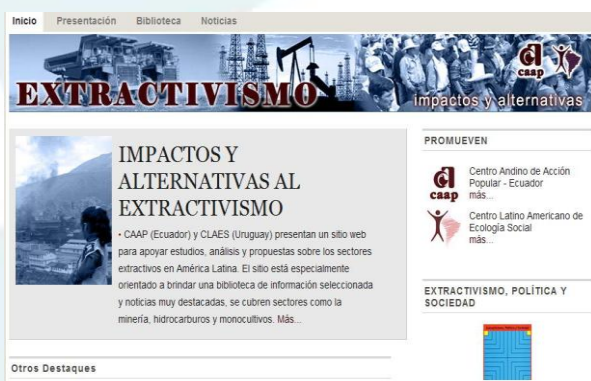 Inicio Presentación Biblioteca Noticias
EXTRACTIVISMO
caap
impactos y alternativas
IMPACTOS Y
ALTERNATIVAS AL
EXTRACTIVISMO
• CAAP (Ecuador) y CLAES (Uruguay) presentan un sitio web
para apoyar estudios, análisis y propuestas sobre los sectores
extractivos en América Latina. El sitio está especialmente
orientado a brindar una biblioteca de información seleccionada
y noticias muy destacadas, se cubren sectores como la
minería, hidrocarburos y monocultivos. Más...
Otros Destaques
PROMUEVEN
caap
Centro Andino de Acción
Popular - Ecuador
más...
Centro Latino Americano de
Ecología Social
más...
EXTRACTIVISMO, POLÍTICA Y
SOCIEDAD